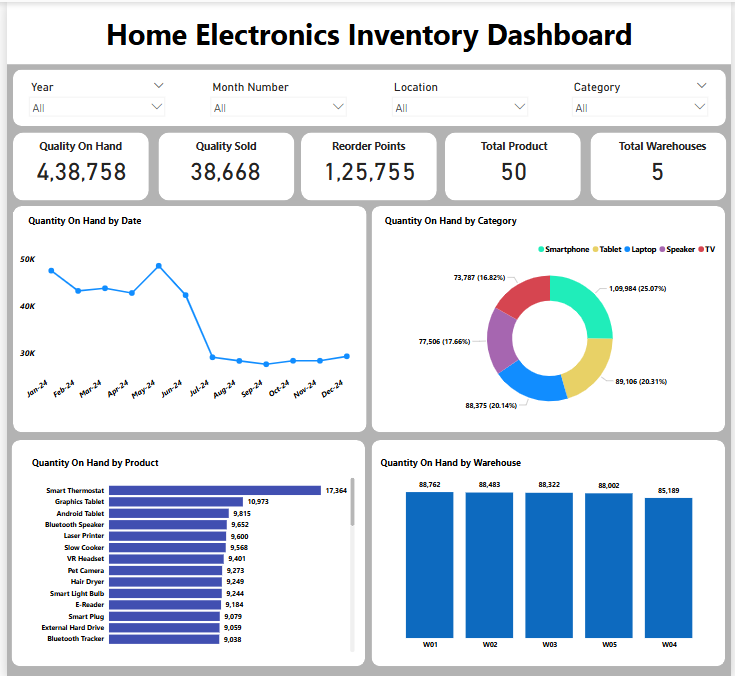 Home Electronics Inventory Dashboard
Year
Month Number
Location
Category
All
All
All
All
Quality On Hand
4,38,758
Quality Sold
38,668
Reorder Points
1,25,755
Total Product
50
Total Warehouses
5
Quantity On Hand by Date
50K
40K
30K
Jan-24 Feb-24 Mar-24 Apr-24 May-24 Jun-24 Jul-24 Aug-24 Sep-24 Oct-24 Nov-24 Dec-24
Quantity On Hand by Category
Smartphone Tablet Laptop Speaker TV
73,787 (16.82%)
1,09,984 (25.07%)
77,506 (17.66%)
89,106 (20.31%)
88,375 (20.14%)
Quantity On Hand by Product
Smart Thermostat 17,364
Graphics Tablet 10,973
Android Tablet 9,815
Bluetooth Speaker 9,652
Laser Printer 9,600
Slow Cooker 9,568
VR Headset 9,401
Pet Camera 9,273
Hair Dryer 9,249
Smart Light Bulb 9,244
E-Reader 9,184
Smart Plug 9,079
External Hard Drive 9,059
Bluetooth Tracker 9,038
Quantity On Hand by Warehouse
88,762 88,483 88,322 88,002 85,189
W01 W02 W03 W05 W04